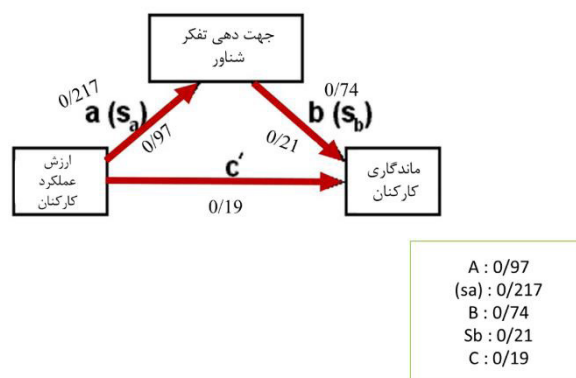 جهت دهی تفکر
شناور
0/217
a (sₐ)
0/97
0/74
b (s_b)
0/21
ارزش
عملکرد
کارکنان
c′
0/19
ماندگاری
کارکنان
A : 0/97
(sa) : 0/217
B : 0/74
Sb : 0/21
C : 0/19